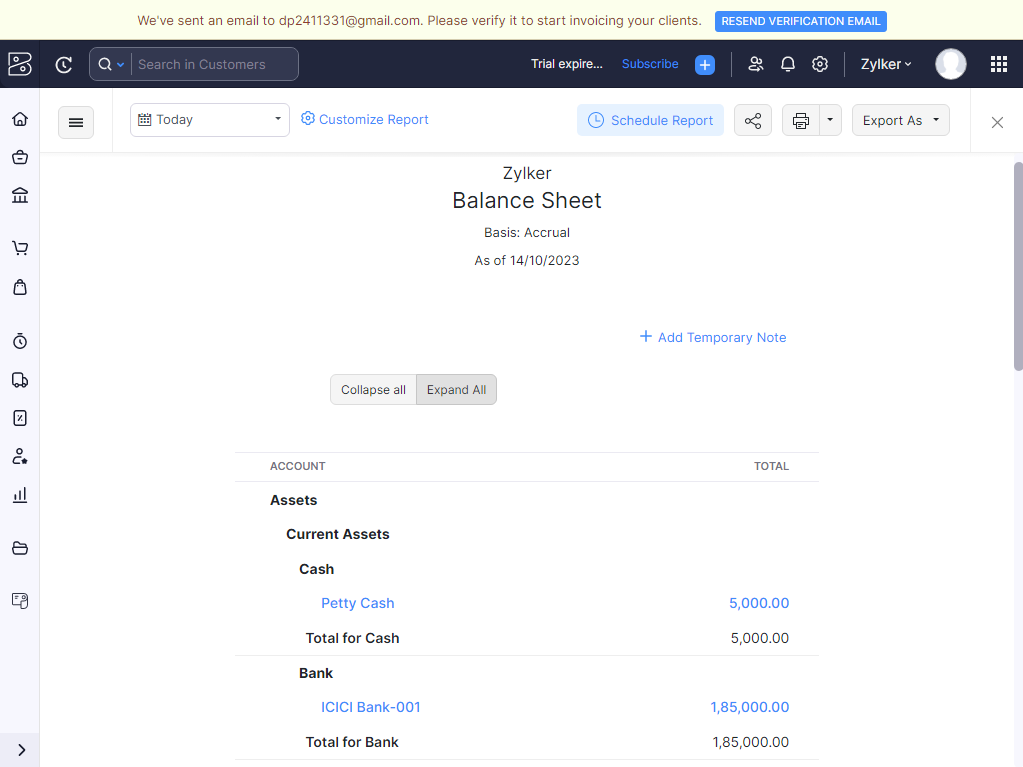 We've sent an email to dp2411331@gmail.com. Please verify it to start invoicing your clients. RESEND VERIFICATION EMAIL
Search in Customers Trial expire... Subscribe Zylker
Today Customize Report Schedule Report Export As
Zylker
Balance Sheet
Basis: Accrual
As of 14/10/2023
Add Temporary Note
Collapse all Expand All
ACCOUNT TOTAL
Assets
Current Assets
Cash
Petty Cash 5,000.00
Total for Cash 5,000.00
Bank
ICICI Bank-001 1,85,000.00
Total for Bank 1,85,000.00